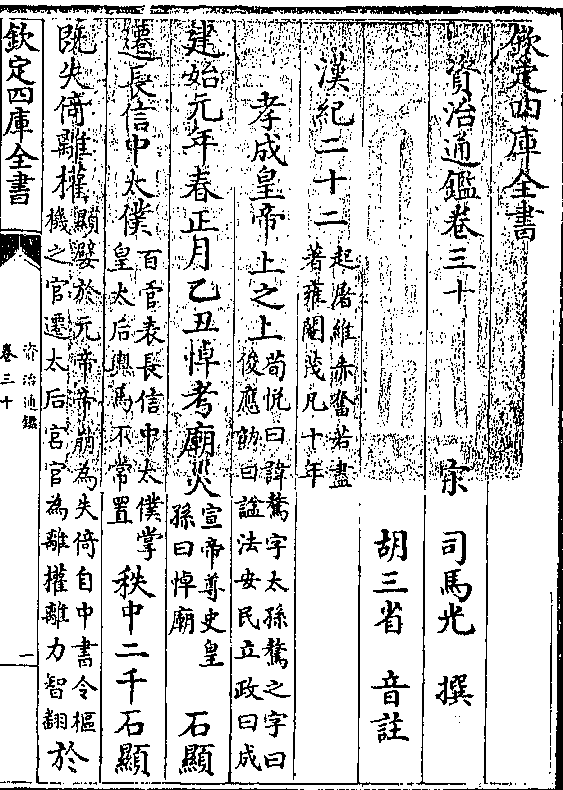 欽定四庫全書
資治通鑑卷三十
宋 司馬光 撰
胡三省 音註
漢紀二十二
起屠維赤奮若盡
著雍閹茂凡十年
孝成皇帝上之上
荀悅曰諱驁字太孫驁之字曰
俊應劭曰諡法安民立政曰成
建始元年春正月乙丑悼考廟災
宣帝尊史皇
孫曰悼廟
石顯
遷長信中太僕
百官表長信中太僕掌
皇太后輿馬不常置
秩中二千石顯
既失倚離權
顯嬖於元帝帝崩為失倚自中書令樞
機之官遷太后官官為離權離力智翻
於
欽定四庫全書
資治通鑑
卷三十
一